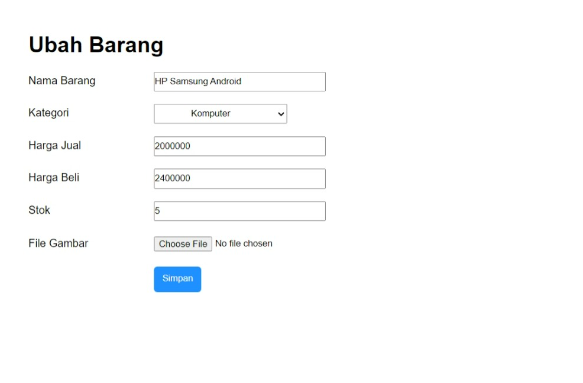 Ubah Barang
Nama Barang HP Samsung Android
Kategori Komputer
Harga Jual 2000000
Harga Beli 2400000
Stok 5
File Gambar Choose File No file chosen
Simpan